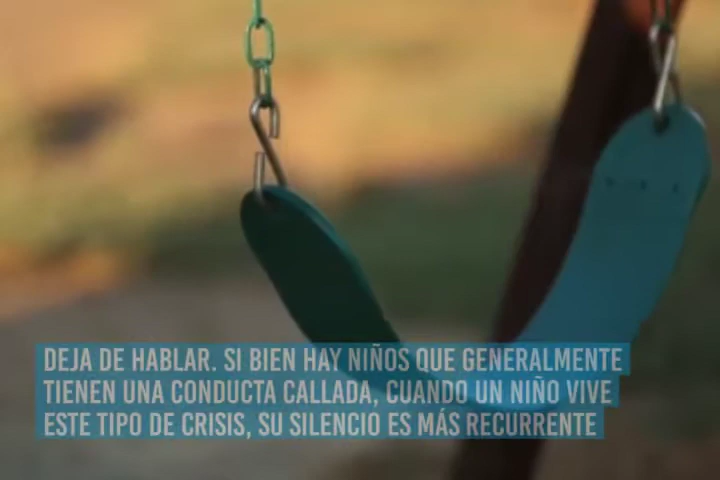 DEJA DE HABLAR. SI BIEN HAY NIÑOS QUE GENERALMENTE
TIENEN UNA CONDUCTA CALLADA, CUANDO UN NIÑO VIVE
ESTE TIPO DE CRISIS, SU SILENCIO ES MÁS RECURRENTE